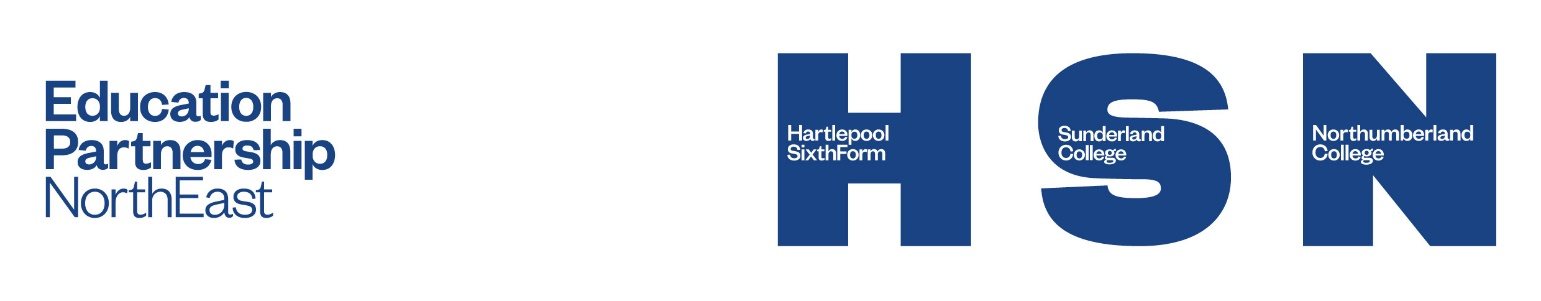 Education
Partnership
NorthEast
H
Hartlepool
SixthForm
S
Sunderland
College
N
Northumberland
College